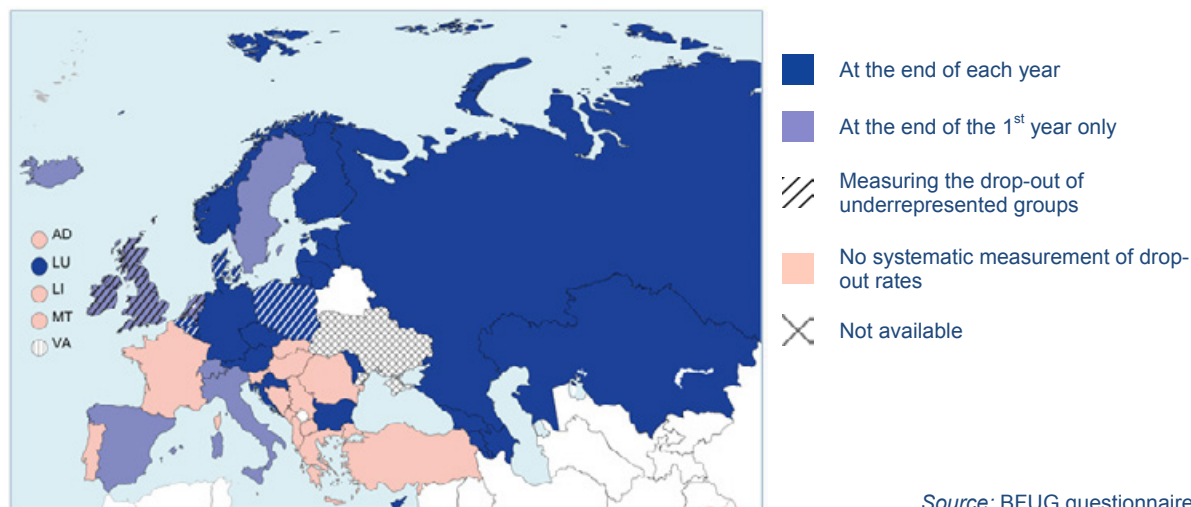 At the end of each year
At the end of the 1st year only
AD
LU
LI
MT
VA
Measuring the drop-out of
underrepresented groups
No systematic measurement of drop-
out rates
Not available
Source: BFUG questionnaire